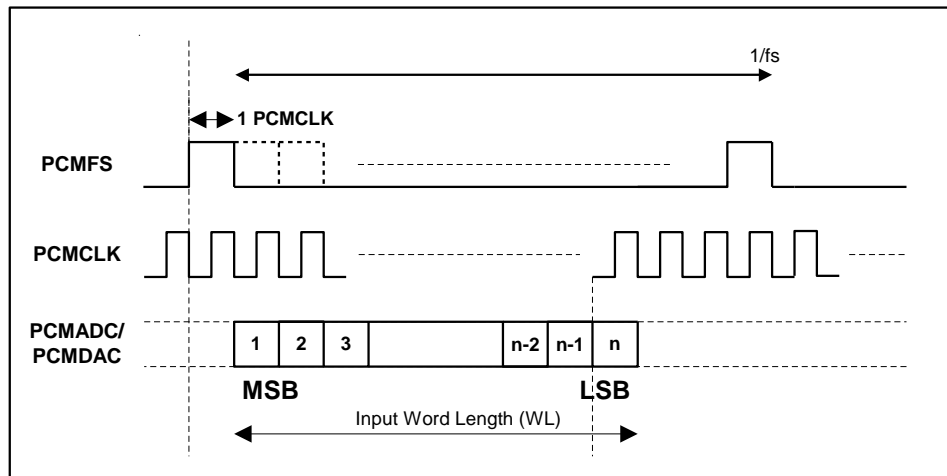 1/fs
1 PCMCLK
PCMFS
PCMCLK
PCMADC/
PCMDAC
1 2 3 n-2 n-1 n
MSB LSB
Input Word Length (WL)